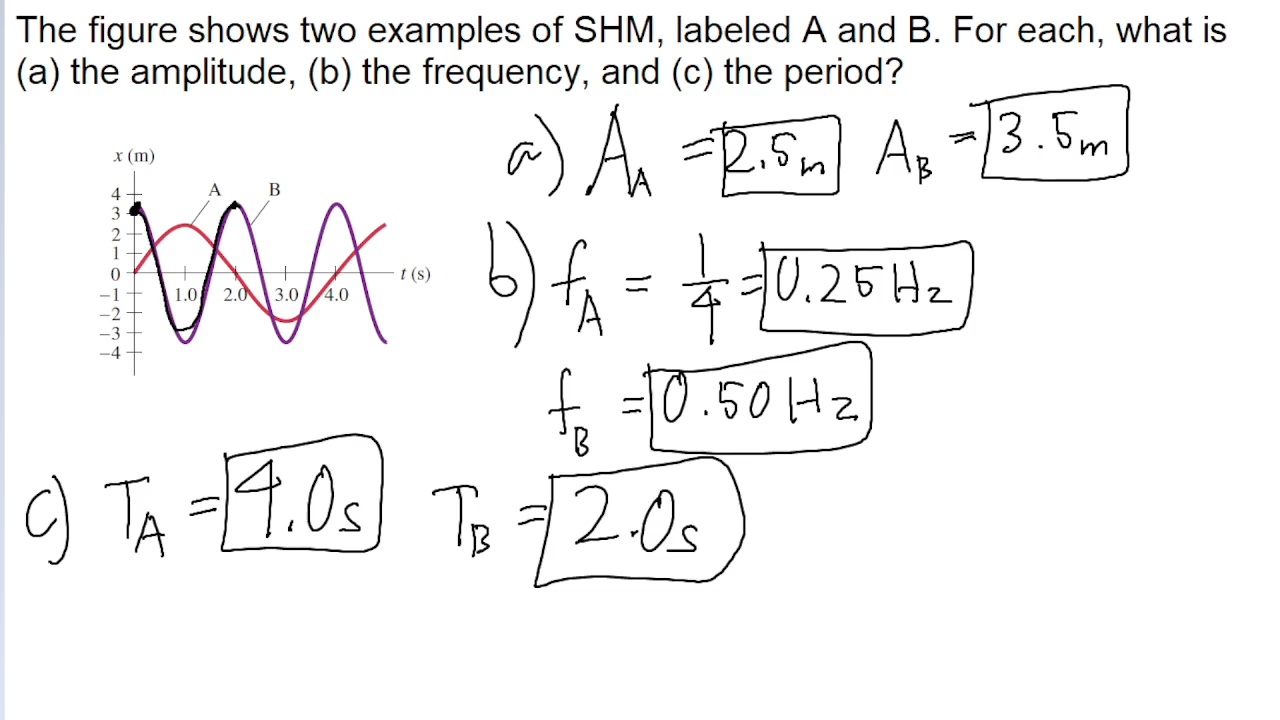 The figure shows two examples of SHM, labeled A and B. For each, what is
(a) the amplitude, (b) the frequency, and (c) the period?
a) A_A = 2.5m A_B = 3.5m
x (m)
A B
4
3
2
1
0
t (s)
1.0 2.0 3.0 4.0
−1
−2
−3
−4
b) f_A = 1/4 = 0.25Hz
f_B = 0.50Hz
c) T_A = 4.0s T_B = 2.0s